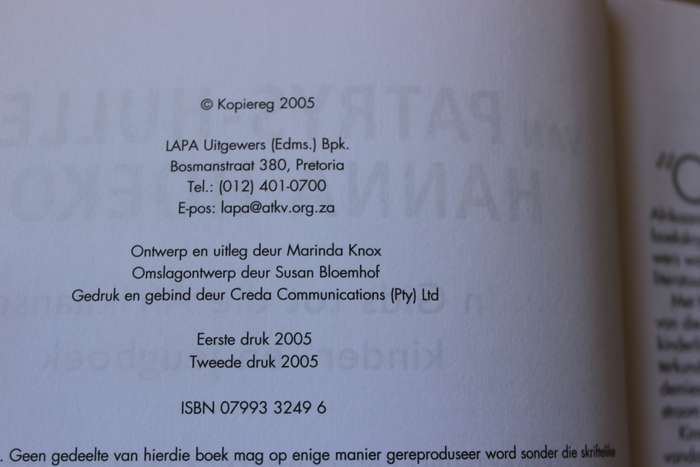 © Kopiereg 2005
LAPA Uitgewers (Edms.) Bpk.
Bosmanstraat 380, Pretoria
Tel.: (012) 401-0700
E-pos: lapa@atkv.org.za
Ontwerp en uitleg deur Marinda Knox
Omslagontwerp deur Susan Bloemhof
Gedruk en gebind deur Creda Communications (Pty) Ltd
Eerste druk 2005
Tweede druk 2005
ISBN 07993 3249 6
. Geen gedeelte van hierdie boek mag op enige manier gereproduseer word sonder die skriftelike